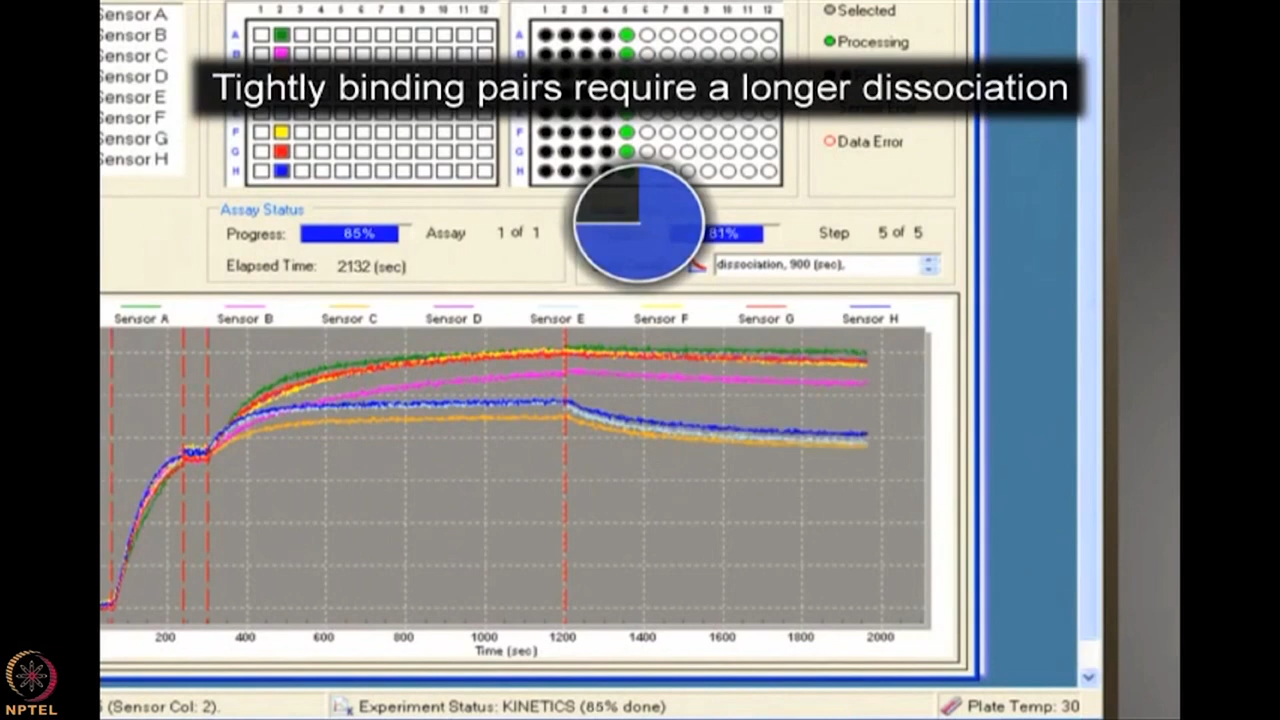 Sensor A
Sensor B
Sensor C
Sensor D
Sensor E
Sensor F
Sensor G
Sensor H
1 2 3 4 5 6 7 8 9 10 11 12
A
B
F
G
H
1 2 3 4 5 6 7 8 9 10 11 12
A
B
F
G
H
Selected
Processing
Data Error
Tightly binding pairs require a longer dissociation
Assay Status
Progress: 85% Assay 1 of 1
Elapsed Time: 2132 (sec)
81% Step 5 of 5
dissociation, 900 (sec),
Sensor A Sensor B Sensor C Sensor D Sensor E Sensor F Sensor G Sensor H
200 400 600 800 1000 1200 1400 1600 1800 2000
Time (sec)
(Sensor Col: 2). Experiment Status: KINETICS (85% done) Plate Temp: 30
NPTEL